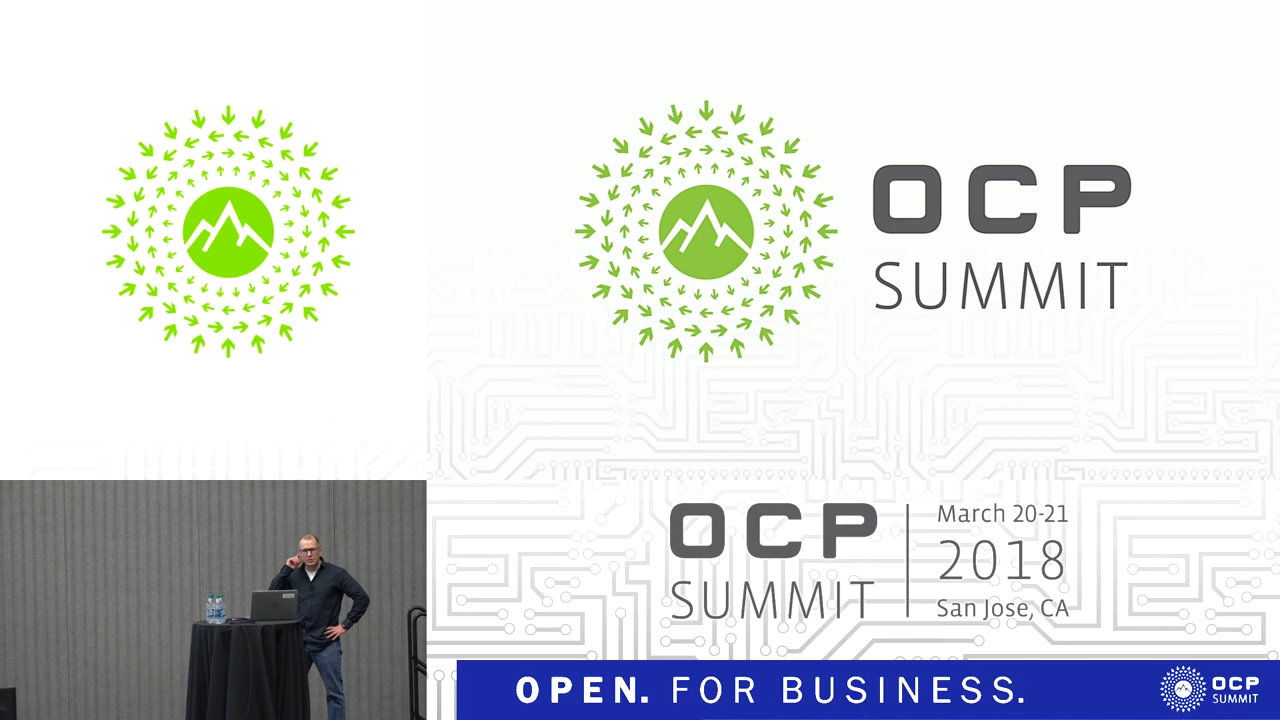 OCP
SUMMIT
OCP
SUMMIT
March 20-21
2018
San Jose, CA
OPEN. FOR BUSINESS.
OCP
SUMMIT